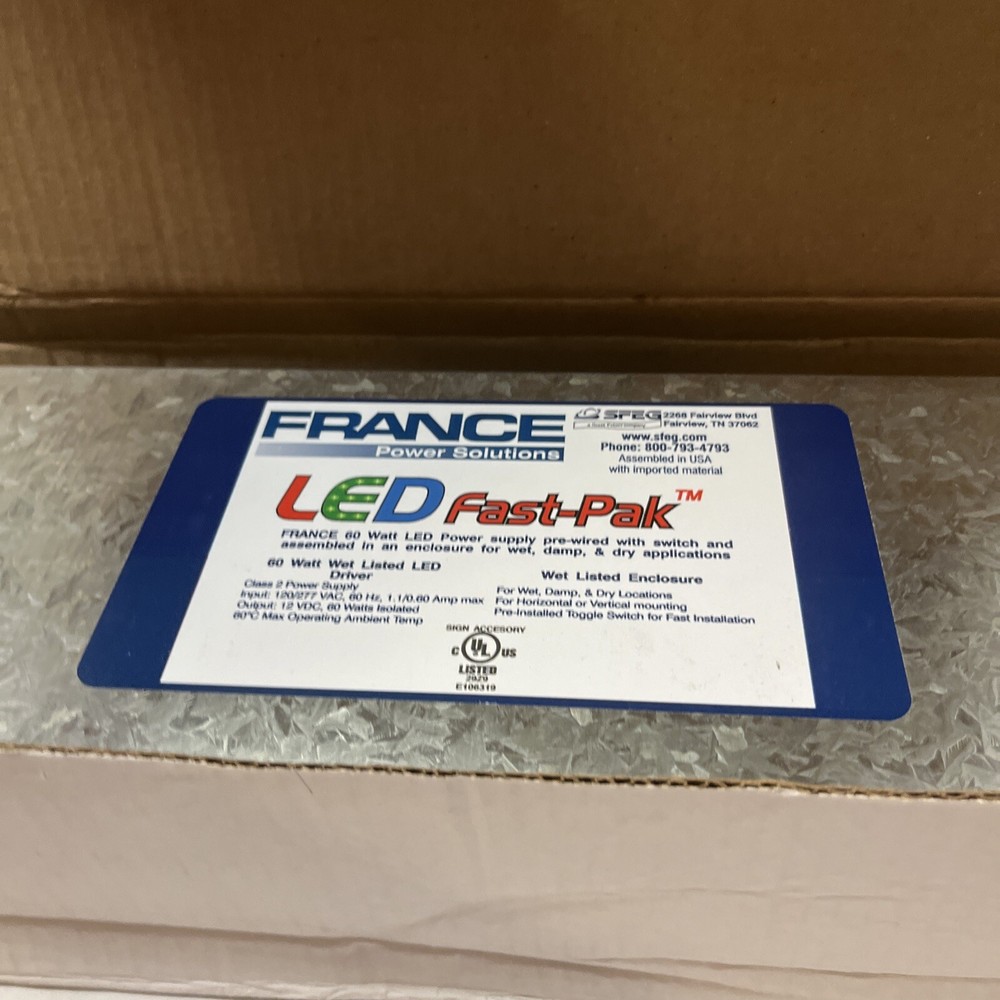 FRANCE
Power Solutions
SFEG
2268 Fairview Blvd
Fairview, TN 37062
www.sfeg.com
Phone: 800-793-4793
Assembled in USA
with imported material
LED Fast-Pak™
FRANCE 60 Watt LED Power supply pre-wired with switch and
assembled in an enclosure for wet, damp, & dry applications
60 Watt Wet Listed LED
Driver
Class 2 Power Supply
Input: 120/277 VAC, 60 Hz, 1.1/0.60 Amp max
Output: 12 VDC, 60 Watts Isolated
60°C Max Operating Ambient Temp
Wet Listed Enclosure
For Wet, Damp, & Dry Locations
For Horizontal or Vertical mounting
Pre-Installed Toggle Switch for Fast Installation
SIGN ACCESORY
C UL US
LISTED
2929
E106319